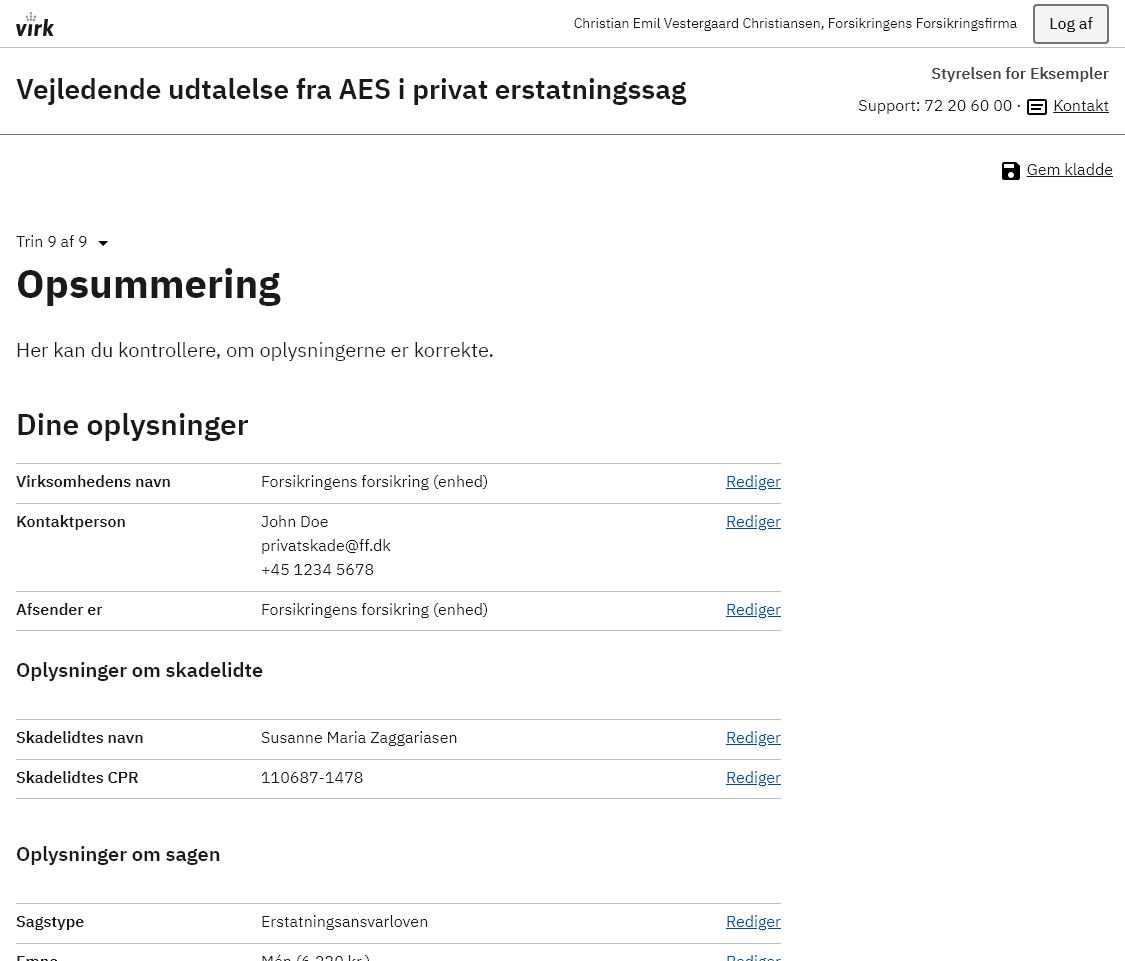 virk
Christian Emil Vestergaard Christiansen, Forsikringens Forsikringsfirma
Log af
Vejledende udtalelse fra AES i privat erstatningssag
Styrelsen for Eksempler
Support: 72 20 60 00 · Kontakt
Gem kladde
Trin 9 af 9
Opsummering
Her kan du kontrollere, om oplysningerne er korrekte.
Dine oplysninger
Virksomhedens navn Forsikringens forsikring (enhed) Rediger
Kontaktperson John Doe Rediger
privatskade@ff.dk
+45 1234 5678
Afsender er Forsikringens forsikring (enhed) Rediger
Oplysninger om skadelidte
Skadelidtes navn Susanne Maria Zaggariasen Rediger
Skadelidtes CPR 110687-1478 Rediger
Oplysninger om sagen
Sagstype Erstatningsansvarloven Rediger
Emne Mén (6.220 kr.) Rediger